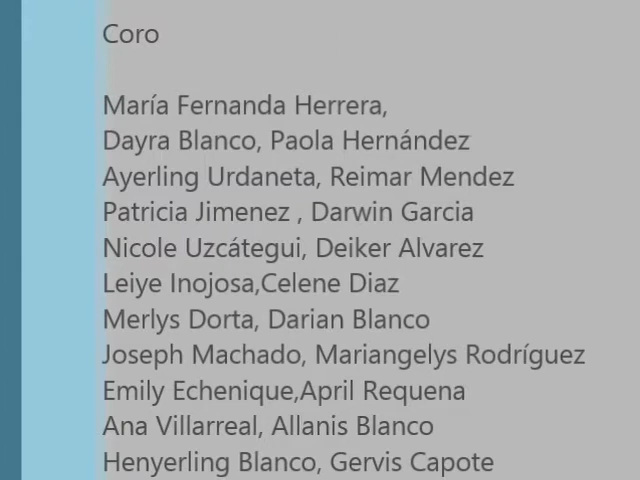 Coro
María Fernanda Herrera,
Dayra Blanco, Paola Hernández
Ayerling Urdaneta, Reimar Mendez
Patricia Jimenez , Darwin Garcia
Nicole Uzcátegui, Deiker Alvarez
Leiye Inojosa,Celene Diaz
Merlys Dorta, Darian Blanco
Joseph Machado, Mariangelys Rodríguez
Emily Echenique,April Requena
Ana Villarreal, Allanis Blanco
Henyerling Blanco, Gervis Capote